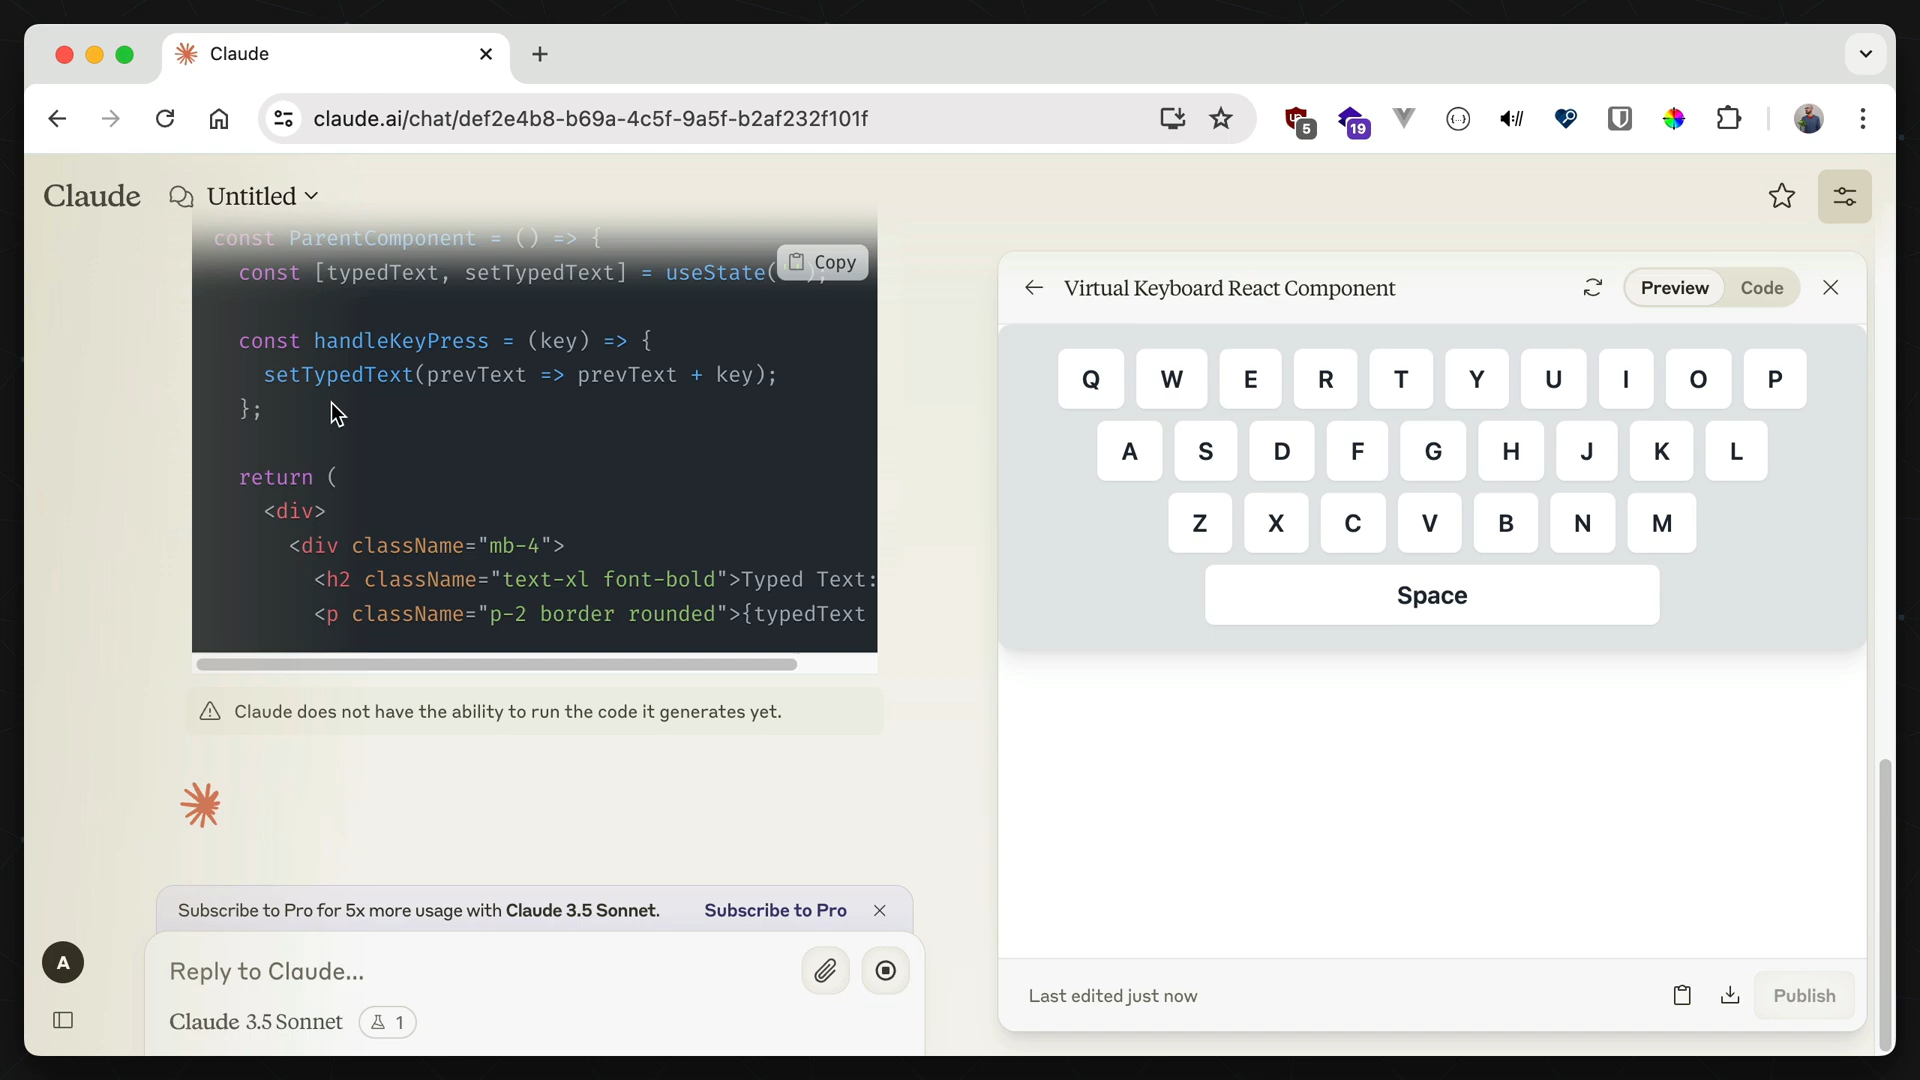 Claude
claude.ai/chat/def2e4b8-b69a-4c5f-9a5f-b2af232f101f
5
19
Claude
Untitled
const ParentComponent = () => {
const [typedText, setTypedText] = useState(
Copy
const handleKeyPress = (key) => {
setTypedText(prevText => prevText + key);
};
return (
<div>
<div className="mb-4">
<h2 className="text-xl font-bold">Typed Text:
<p className="p-2 border rounded">{typedText
Claude does not have the ability to run the code it generates yet.
Subscribe to Pro for 5x more usage with Claude 3.5 Sonnet.
Subscribe to Pro
Reply to Claude...
Claude 3.5 Sonnet
1
A
Virtual Keyboard React Component
Preview
Code
Q W E R T Y U I O P
A S D F G H J K L
Z X C V B N M
Space
Last edited just now
Publish